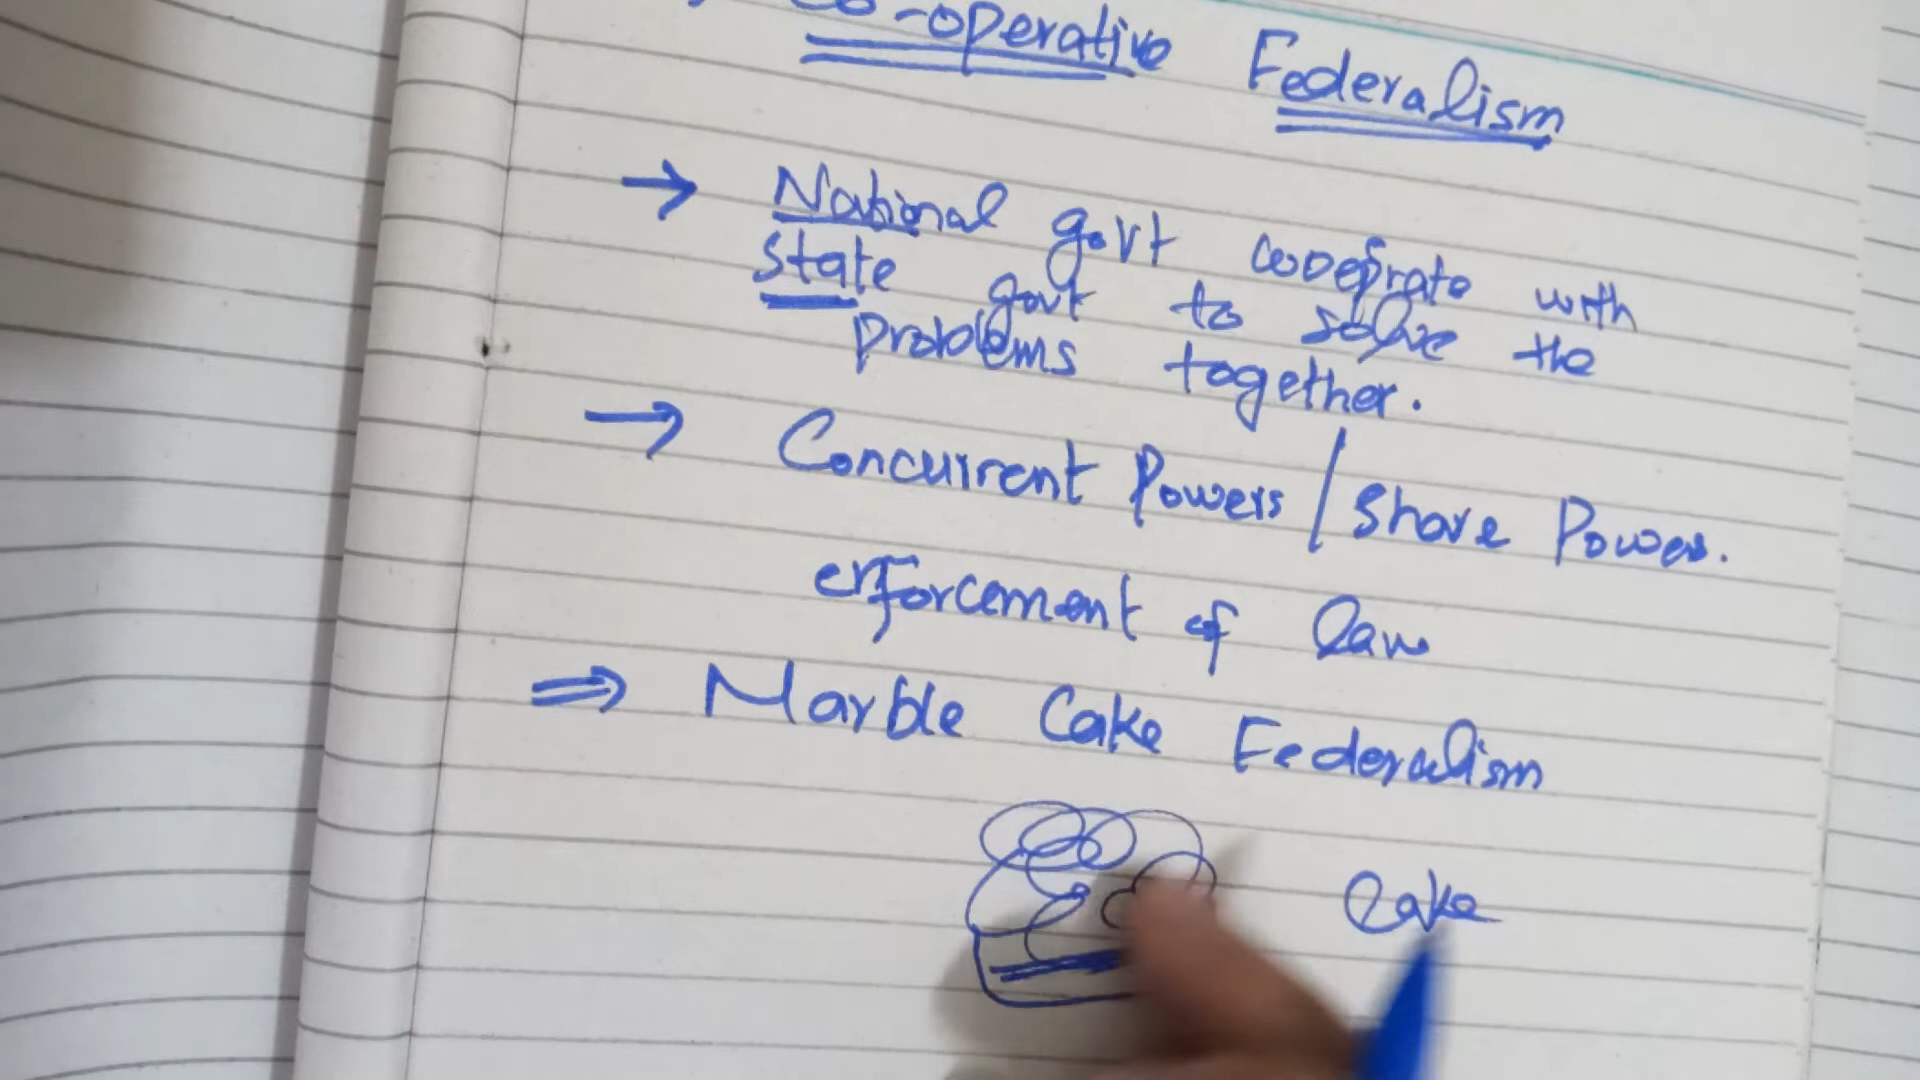 Co-operative Federalism
→ National govt cooperate with
State govt to solve the
problems together.
→ Concurrent Powers / Share Power.
enforcement of law
⇒ Marble Cake Federalism
Cake